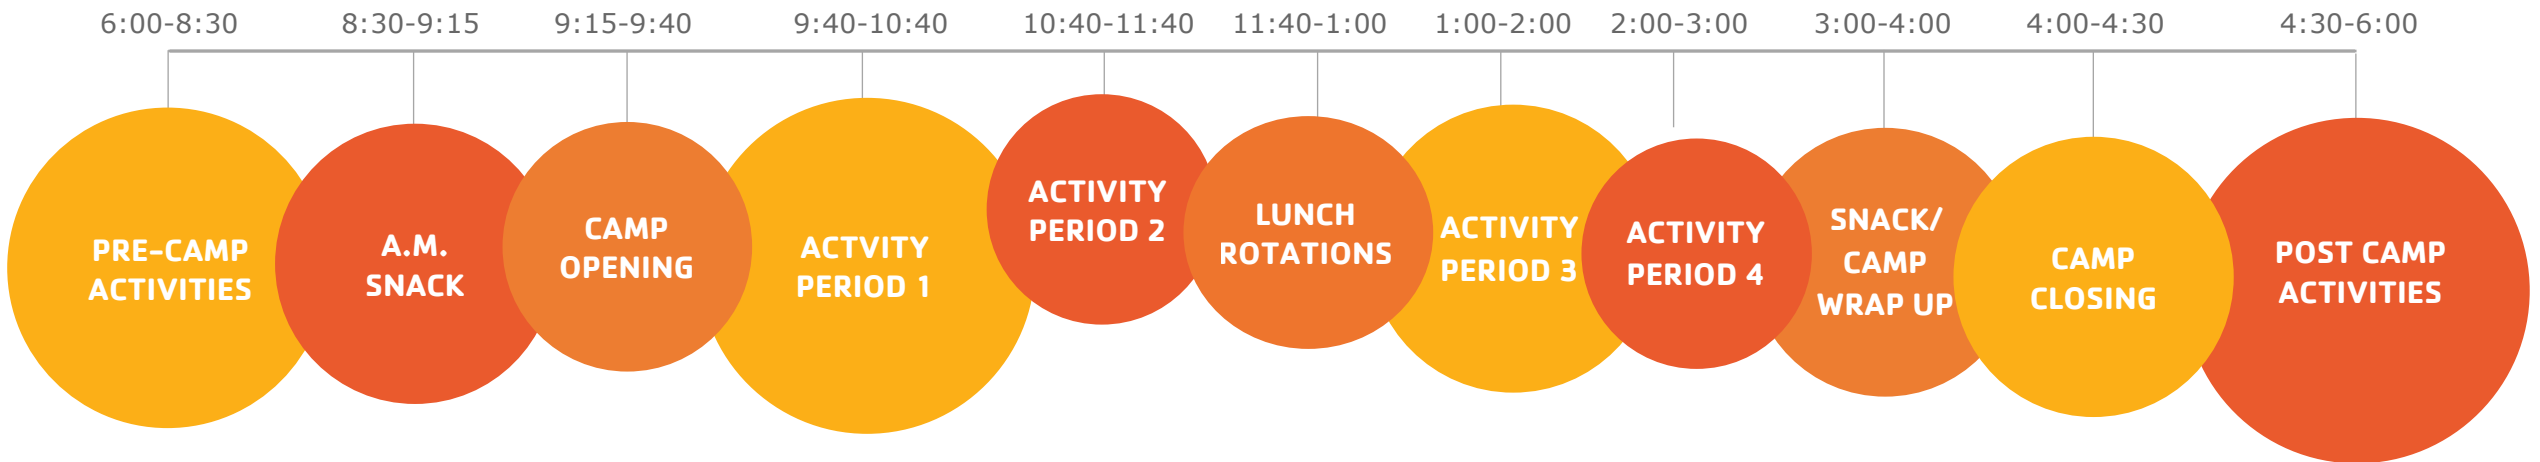 6:00-8:30
8:30-9:15
9:15-9:40
9:40-10:40
10:40-11:40
11:40-1:00
1:00-2:00
2:00-3:00
3:00-4:00
4:00-4:30
4:30-6:00
PRE-CAMP
ACTIVITIES
A.M.
SNACK
CAMP
OPENING
ACTVITY
PERIOD 1
ACTIVITY
PERIOD 2
LUNCH
ROTATIONS
ACTIVITY
PERIOD 3
ACTIVITY
PERIOD 4
SNACK/
CAMP
WRAP UP
CAMP
CLOSING
POST CAMP
ACTIVITIES